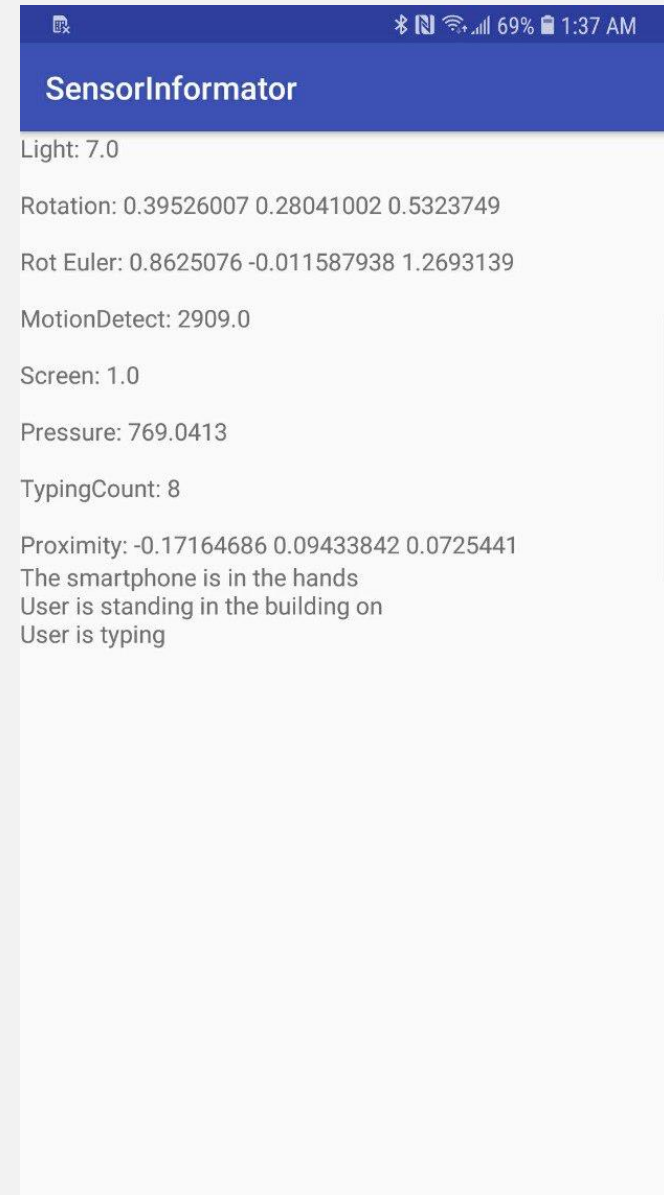 69% 1:37 AM
SensorInformator
Light: 7.0
Rotation: 0.39526007 0.28041002 0.5323749
Rot Euler: 0.8625076 -0.011587938 1.2693139
MotionDetect: 2909.0
Screen: 1.0
Pressure: 769.0413
TypingCount: 8
Proximity: -0.17164686 0.09433842 0.0725441
The smartphone is in the hands
User is standing in the building on
User is typing